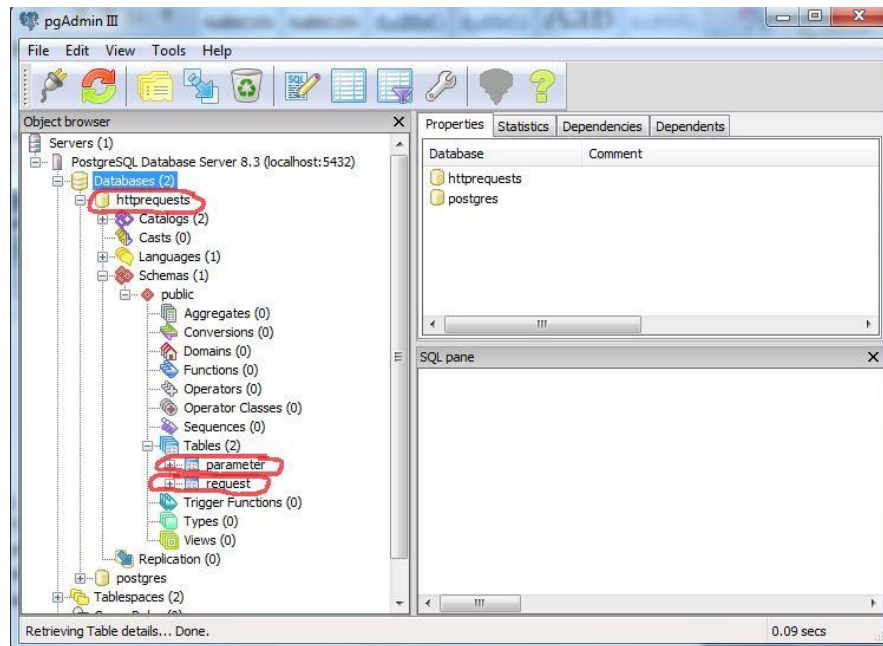 pgAdmin III
File Edit View Tools Help
SQL
Object browser
Servers (1)
PostgreSQL Database Server 8.3 (localhost:5432)
Databases (2)
httprequests
Catalogs (2)
Casts (0)
Languages (1)
Schemas (1)
public
Aggregates (0)
Conversions (0)
Domains (0)
Functions (0)
Operators (0)
Operator Classes (0)
Sequences (0)
Tables (2)
parameter
request
Trigger Functions (0)
Types (0)
Views (0)
Replication (0)
postgres
Tablespaces (2)
Properties Statistics Dependencies Dependents
Database Comment
httprequests
postgres
SQL pane
Retrieving Table details... Done. 0.09 secs